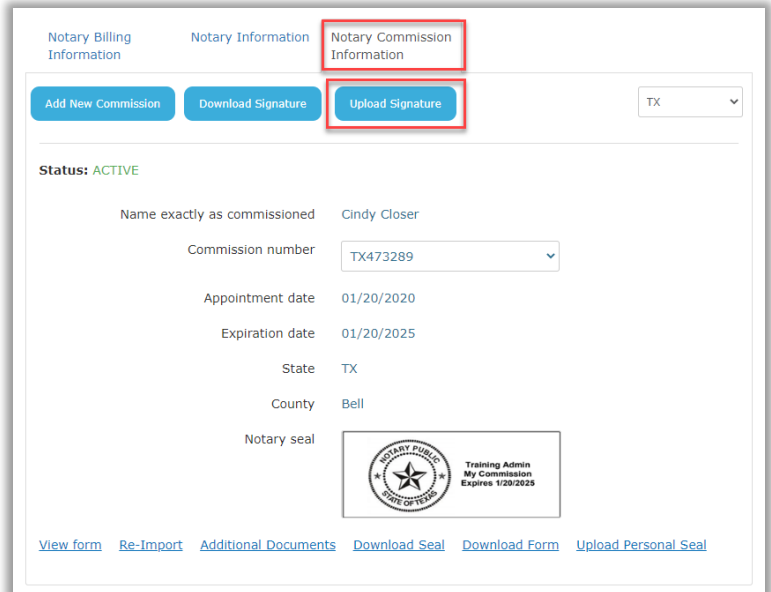 Notary Billing
Information
Notary Information
Notary Commission
Information
Add New Commission
Download Signature
Upload Signature
TX
Status: ACTIVE
Name exactly as commissioned Cindy Closer
Commission number TX473289
Appointment date 01/20/2020
Expiration date 01/20/2025
State TX
County Bell
Notary seal
NOTARY PUBLIC
STATE OF TEXAS
Training Admin
My Commission
Expires 1/20/2025
View form Re-Import Additional Documents Download Seal Download Form Upload Personal Seal